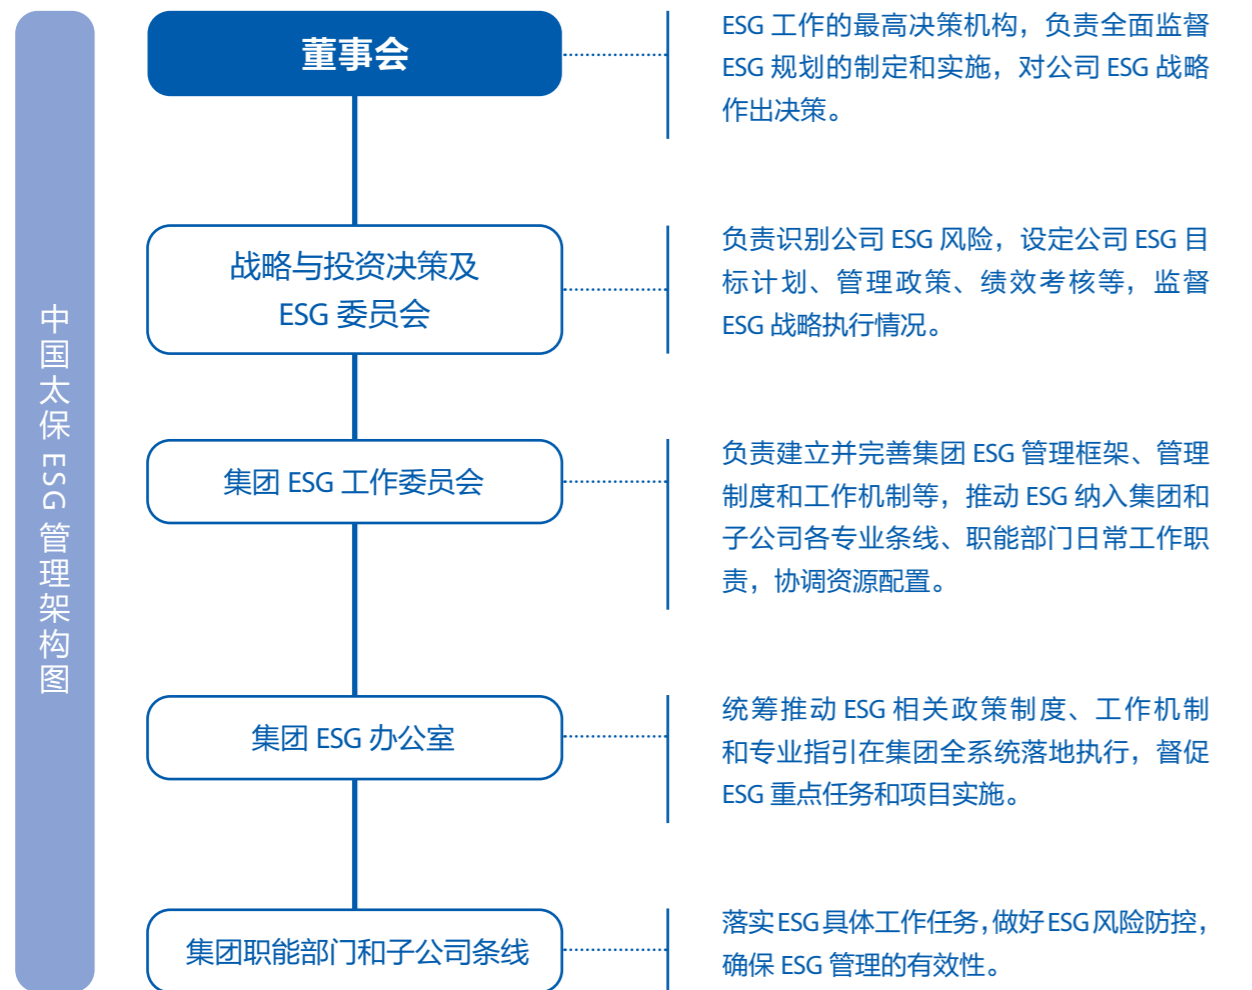 中国太保 ESG 管理架构图
董事会
ESG 工作的最高决策机构，负责全面监督
ESG 规划的制定和实施，对公司 ESG 战略
作出决策。
战略与投资决策及
ESG 委员会
负责识别公司 ESG 风险，设定公司 ESG 目
标计划、管理政策、绩效考核等，监督
ESG 战略执行情况。
集团 ESG 工作委员会
负责建立并完善集团 ESG 管理框架、管理
制度和工作机制等，推动 ESG 纳入集团和
子公司各专业条线、职能部门日常工作职
责，协调资源配置。
集团 ESG 办公室
统筹推动 ESG 相关政策制度、工作机制
和专业指引在集团全系统落地执行，督促
ESG 重点任务和项目实施。
集团职能部门和子公司条线
落实 ESG 具体工作任务，做好 ESG 风险防控，
确保 ESG 管理的有效性。